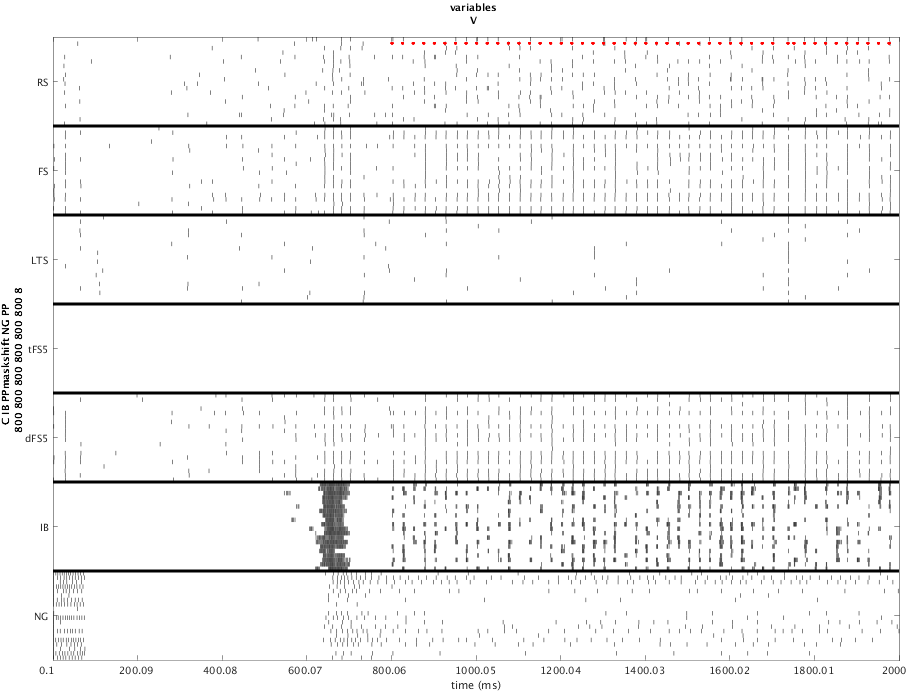 variables
V
RS
FS
LTS
tFS5
dFS5
IB
NG
C IB PPmaskshift NG PP
800 800 800 800 800 800 8
0.1 200.09 400.08 600.07 800.06 1000.05 1200.04 1400.03 1600.02 1800.01 2000
time (ms)